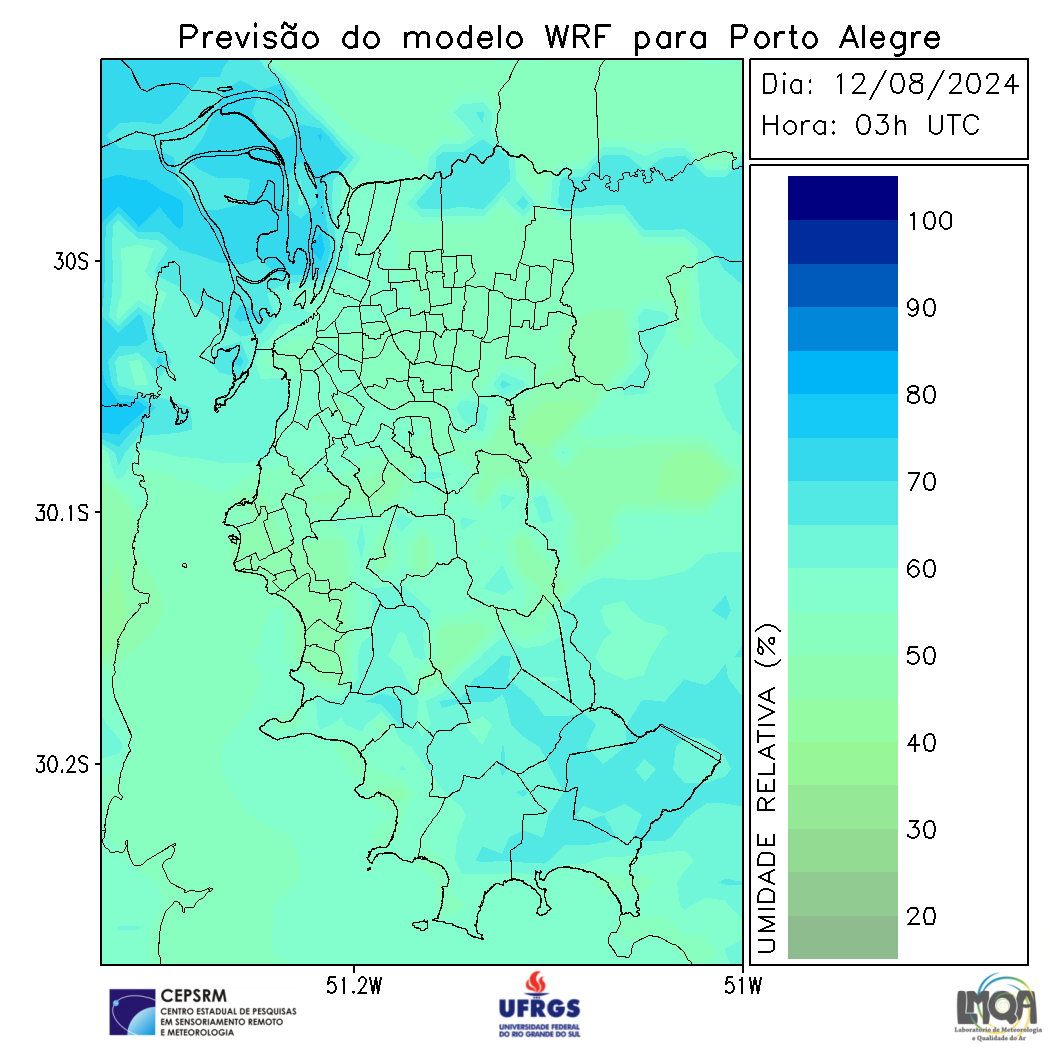 Previsão do modelo WRF para Porto Alegre
Dia: 12/08/2024
Hora: 03h UTC
30S
30.1S
30.2S
51.2W
51W
UMIDADE RELATIVA (%)
100
90
80
70
60
50
40
30
20
CEPSRM
CENTRO ESTADUAL DE PESQUISAS
EM SENSORIAMENTO REMOTO
E METEOROLOGIA
UFRGS
UNIVERSIDADE FEDERAL
DO RIO GRANDE DO SUL
LMQA
Laboratório de Meteorologia
e Qualidade do Ar